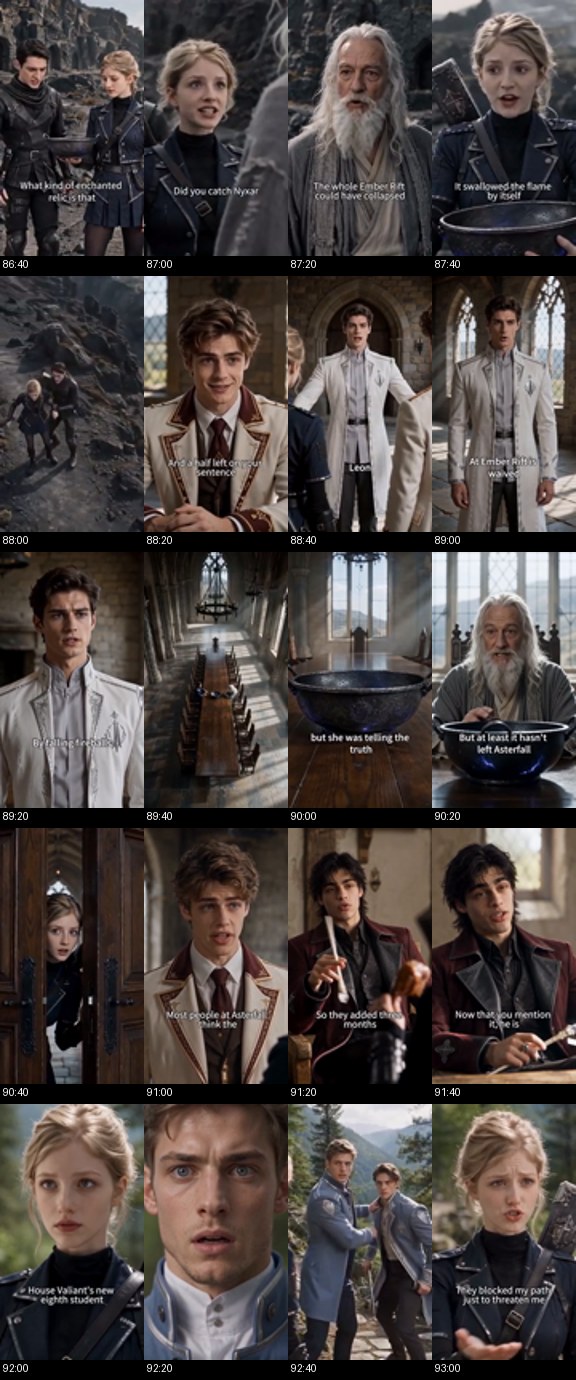 What kind of enchanted
relic is that
Did you catch Nyxar
The whole Ember Rift
could have collapsed
It swallowed the flame
by itself
86:40
87:00
87:20
87:40
And a half left on your
sentence
Leon
At Ember Rift is
waived
88:00
88:20
88:40
89:00
By falling fireballs
but she was telling the
truth
But at least it hasn't
left Asterfall
89:20
89:40
90:00
90:20
Most people at Asterfall
think the
So they added three
months
Now that you mention
it, he is
90:40
91:00
91:20
91:40
House Valiant's new
eighth student
They blocked my path
just to threaten me
92:00
92:20
92:40
93:00